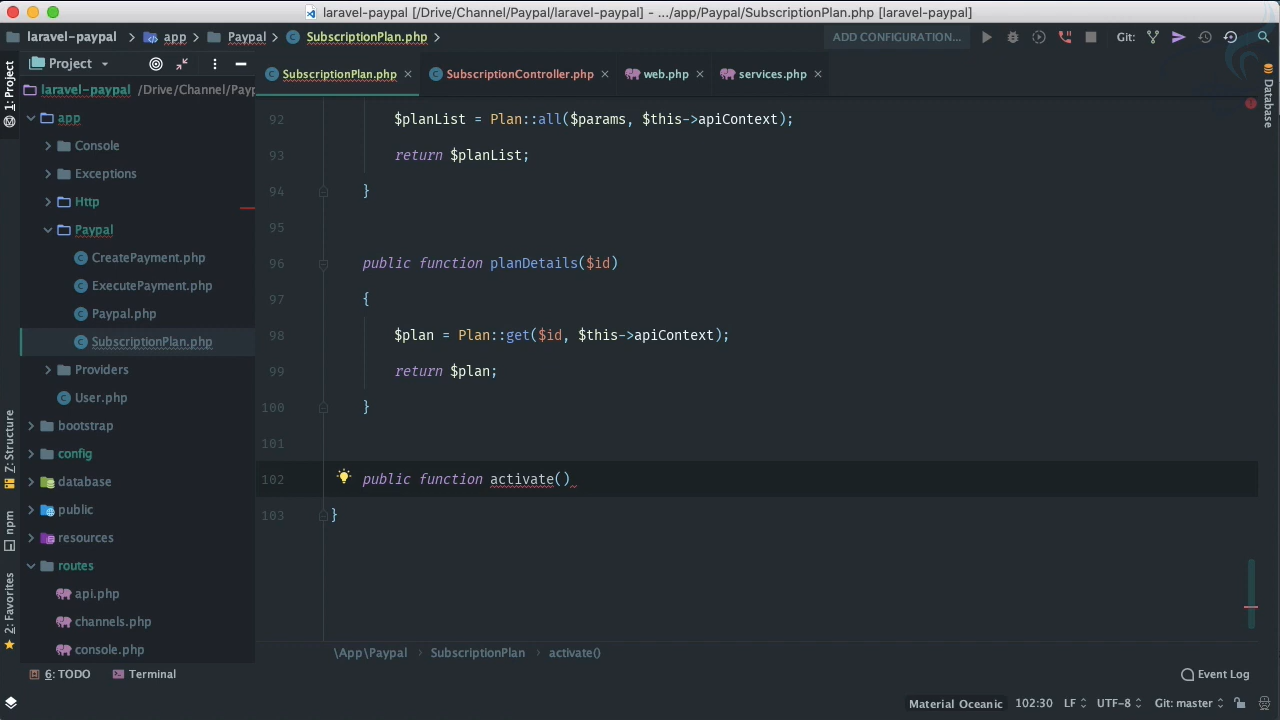 laravel-paypal [/Drive/Channel/Paypal/laravel-paypal] - .../app/Paypal/SubscriptionPlan.php [laravel-paypal]
laravel-paypal app Paypal SubscriptionPlan.php ADD CONFIGURATION... Git:
Project
SubscriptionPlan.php SubscriptionController.php web.php services.php
1: Project
Z: Structure
npm
2: Favorites
Database
laravel-paypal /Drive/Channel/Payp
app
Console
Exceptions
Http
Paypal
CreatePayment.php
ExecutePayment.php
Paypal.php
SubscriptionPlan.php
Providers
User.php
bootstrap
config
database
public
resources
routes
api.php
channels.php
console.php
92 $planList = Plan::all($params, $this->apiContext);
93 return $planList;
94 }
95
96 public function planDetails($id)
97 {
98 $plan = Plan::get($id, $this->apiContext);
99 return $plan;
100 }
101
102 public function activate()
103 }
\App\Paypal SubscriptionPlan activate()
6: TODO Terminal Event Log
Material Oceanic 102:30 LF UTF-8 Git: master